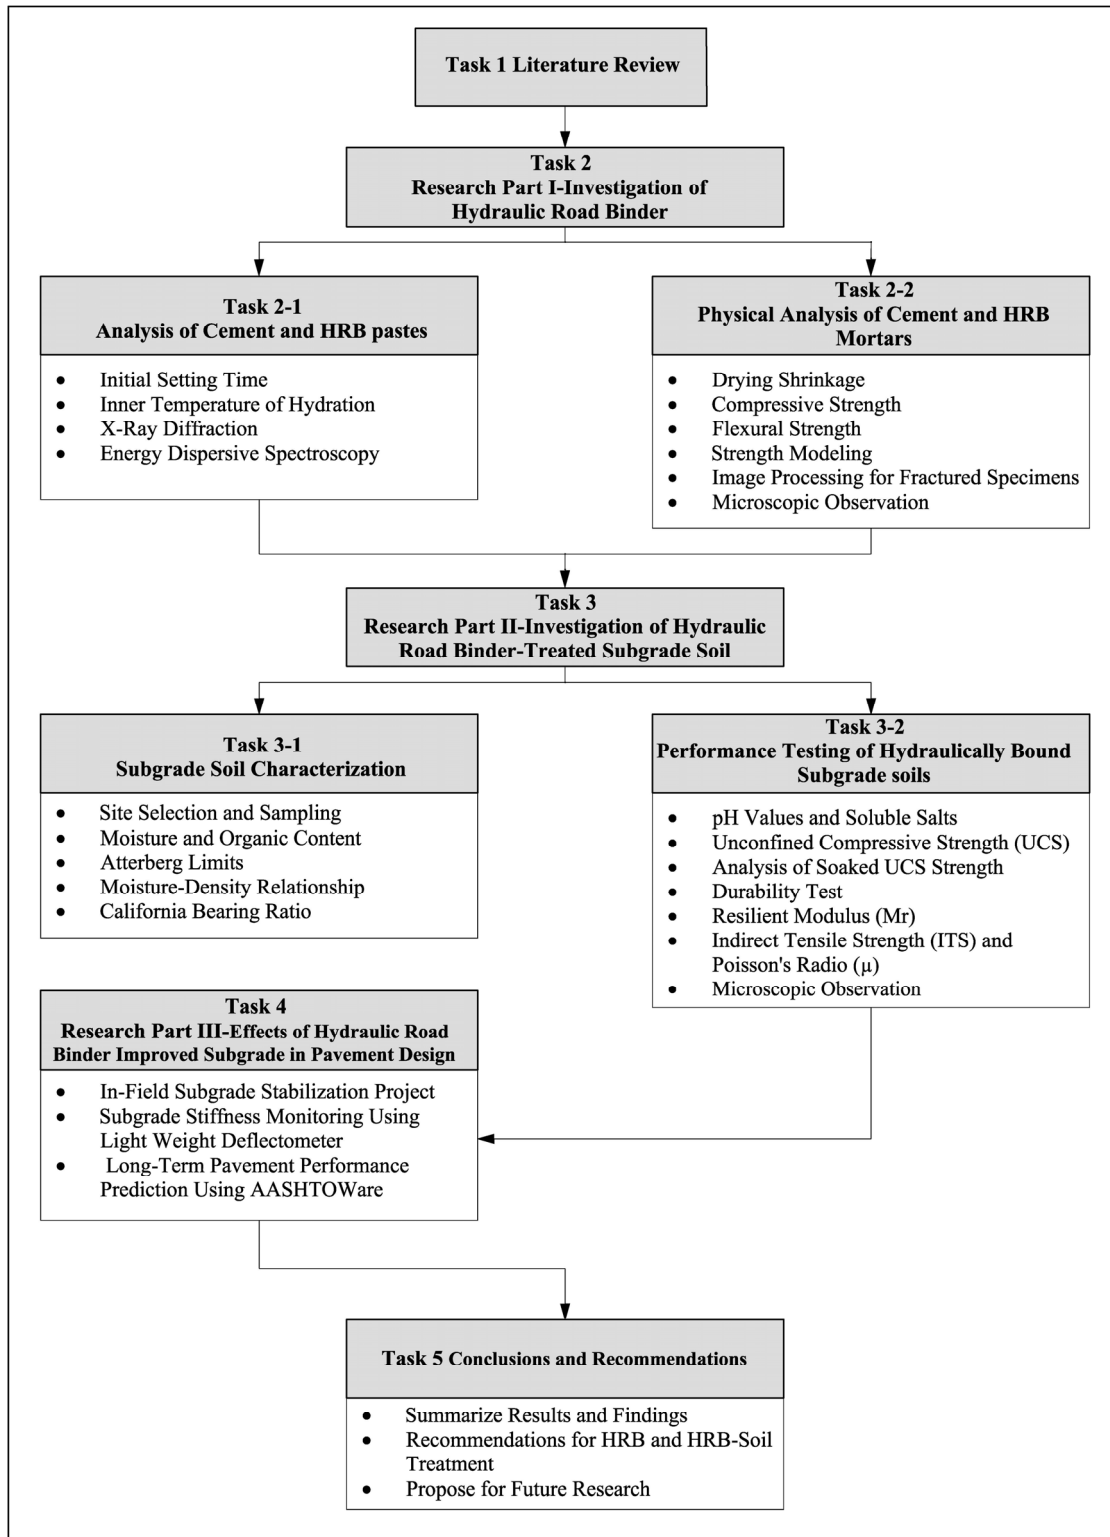 Task 1 Literature Review
Task 2
Research Part I-Investigation of
Hydraulic Road Binder
Task 2-1
Analysis of Cement and HRB pastes
• Initial Setting Time
• Inner Temperature of Hydration
• X-Ray Diffraction
• Energy Dispersive Spectroscopy
Task 2-2
Physical Analysis of Cement and HRB
Mortars
• Drying Shrinkage
• Compressive Strength
• Flexural Strength
• Strength Modeling
• Image Processing for Fractured Specimens
• Microscopic Observation
Task 3
Research Part II-Investigation of Hydraulic
Road Binder-Treated Subgrade Soil
Task 3-1
Subgrade Soil Characterization
• Site Selection and Sampling
• Moisture and Organic Content
• Atterberg Limits
• Moisture-Density Relationship
• California Bearing Ratio
Task 3-2
Performance Testing of Hydraulically Bound
Subgrade soils
• pH Values and Soluble Salts
• Unconfined Compressive Strength (UCS)
• Analysis of Soaked UCS Strength
• Durability Test
• Resilient Modulus (Mr)
• Indirect Tensile Strength (ITS) and
Poisson's Radio (µ)
• Microscopic Observation
Task 4
Research Part III-Effects of Hydraulic Road
Binder Improved Subgrade in Pavement Design
• In-Field Subgrade Stabilization Project
• Subgrade Stiffness Monitoring Using
Light Weight Deflectometer
• Long-Term Pavement Performance
Prediction Using AASHTOWare
Task 5 Conclusions and Recommendations
• Summarize Results and Findings
• Recommendations for HRB and HRB-Soil
Treatment
• Propose for Future Research